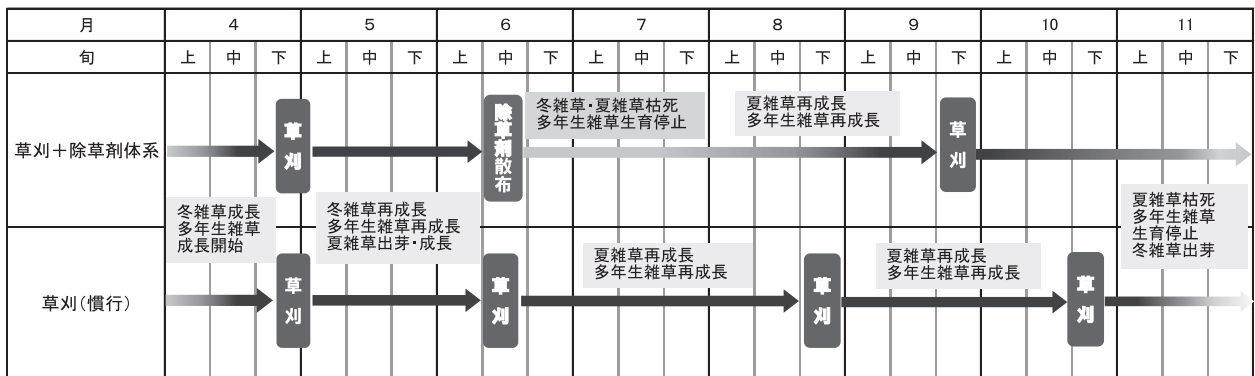 月 4 5 6 7 8 9 10 11
旬 上 中 下 上 中 下 上 中 下 上 中 下 上 中 下 上 中 下 上 中 下 上 中 下
草刈＋除草剤体系
草刈
除草剤散布
冬雑草・夏雑草枯死
多年生雑草生育停止
夏雑草再成長
多年生雑草再成長
草刈
冬雑草成長
多年生雑草
成長開始
冬雑草再成長
多年生雑草再成長
夏雑草出芽・成長
夏雑草枯死
多年生雑草
生育停止
冬雑草出芽
草刈（慣行）
草刈
草刈
夏雑草再成長
多年生雑草再成長
草刈
夏雑草再成長
多年生雑草再成長
草刈